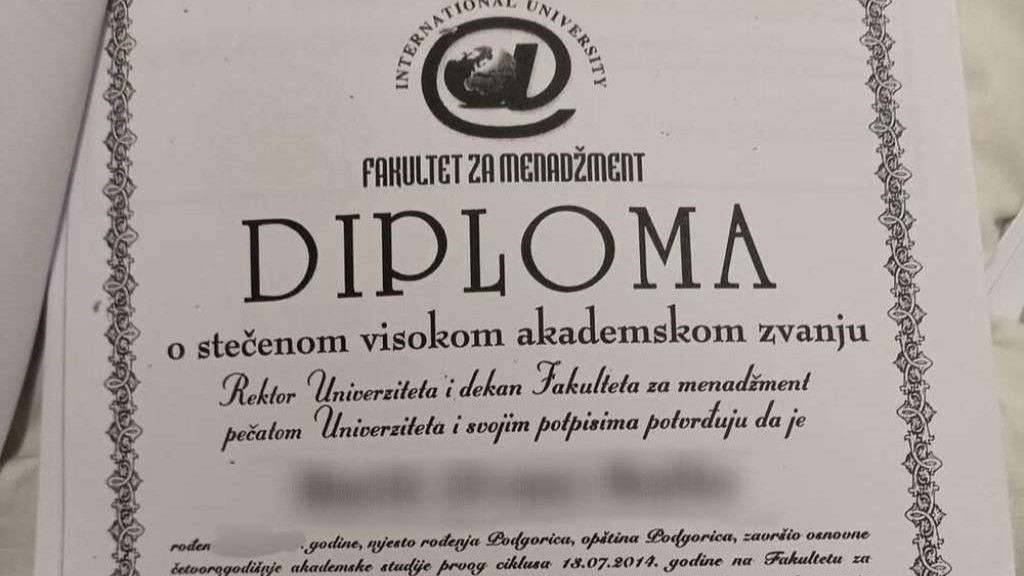 INTERNATIONAL UNIVERSITY
FAKULTET ZA MENADŽMENT
DIPLOMA
o stečenom visokom akademskom zvanju
Rektor Univerziteta i dekan Fakulteta za menadžment
pečatom Univerziteta i svojim potpisima potvrđuju da je
rođen .godine, njesto rođenja Podgorica, opština Podgorica, završio osnovne
četvorogodišnje akademske studije prvog ciklusa 13.07.2014. godine na Fakultetu za